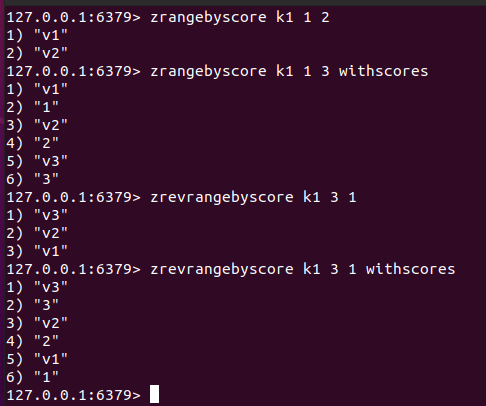 127.0.0.1:6379> zrangebyscore k1 1 2
1) "v1"
2) "v2"
127.0.0.1:6379> zrangebyscore k1 1 3 withscores
1) "v1"
2) "1"
3) "v2"
4) "2"
5) "v3"
6) "3"
127.0.0.1:6379> zrevrangebyscore k1 3 1
1) "v3"
2) "v2"
3) "v1"
127.0.0.1:6379> zrevrangebyscore k1 3 1 withscores
1) "v3"
2) "3"
3) "v2"
4) "2"
5) "v1"
6) "1"
127.0.0.1:6379>